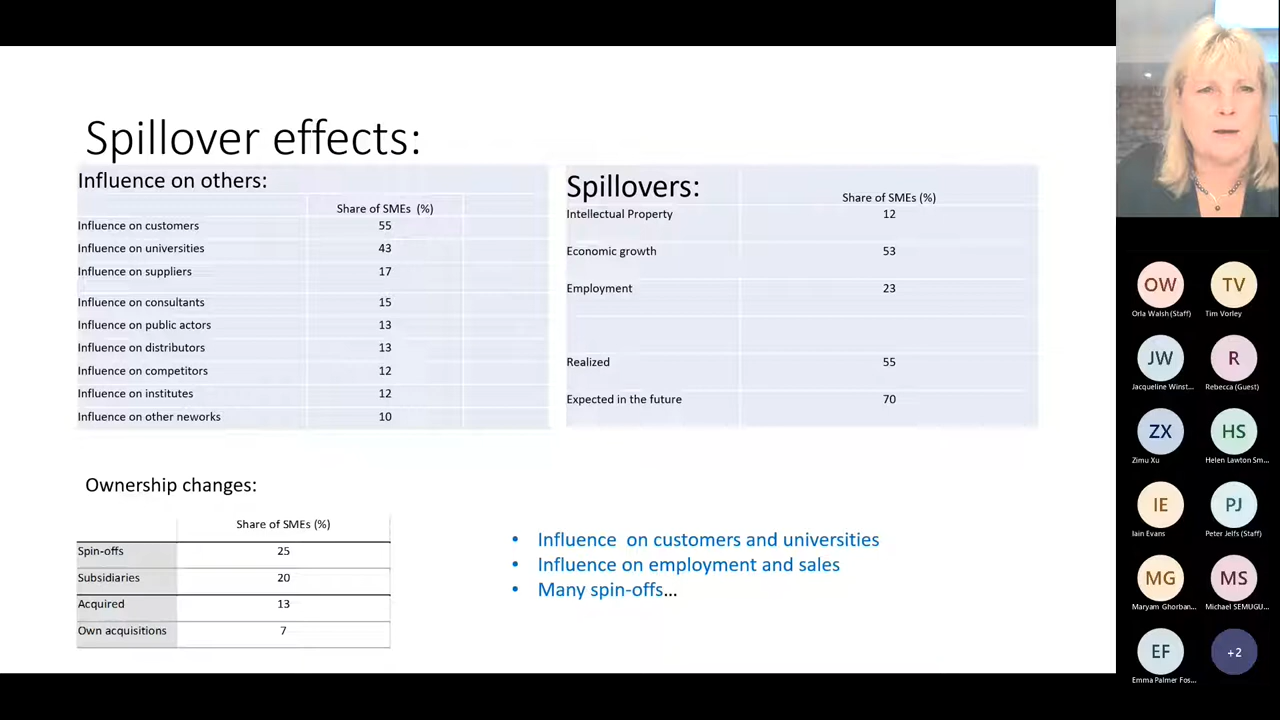 Spillover effects:
Influence on others:
Share of SMEs (%)
Influence on customers 55
Influence on universities 43
Influence on suppliers 17
Influence on consultants 15
Influence on public actors 13
Influence on distributors 13
Influence on competitors 12
Influence on institutes 12
Influence on other neworks 10
Spillovers:
Share of SMEs (%)
Intellectual Property 12
Economic growth 53
Employment 23
Realized 55
Expected in the future 70
Ownership changes:
Share of SMEs (%)
Spin-offs 25
Subsidiaries 20
Acquired 13
Own acquisitions 7
• Influence on customers and universities
• Influence on employment and sales
• Many spin-offs...
OW TV
Orla Walsh (Staff) Tim Vorley
JW R
Jacqueline Winst... Rebecca (Guest)
ZX HS
Zimu Xu Helen Lawton Sm...
IE PJ
Iain Evans Peter Jelfs (Staff)
MG MS
Maryam Ghorban... Michael SEMUGU...
EF +2
Emma Palmer Fos...